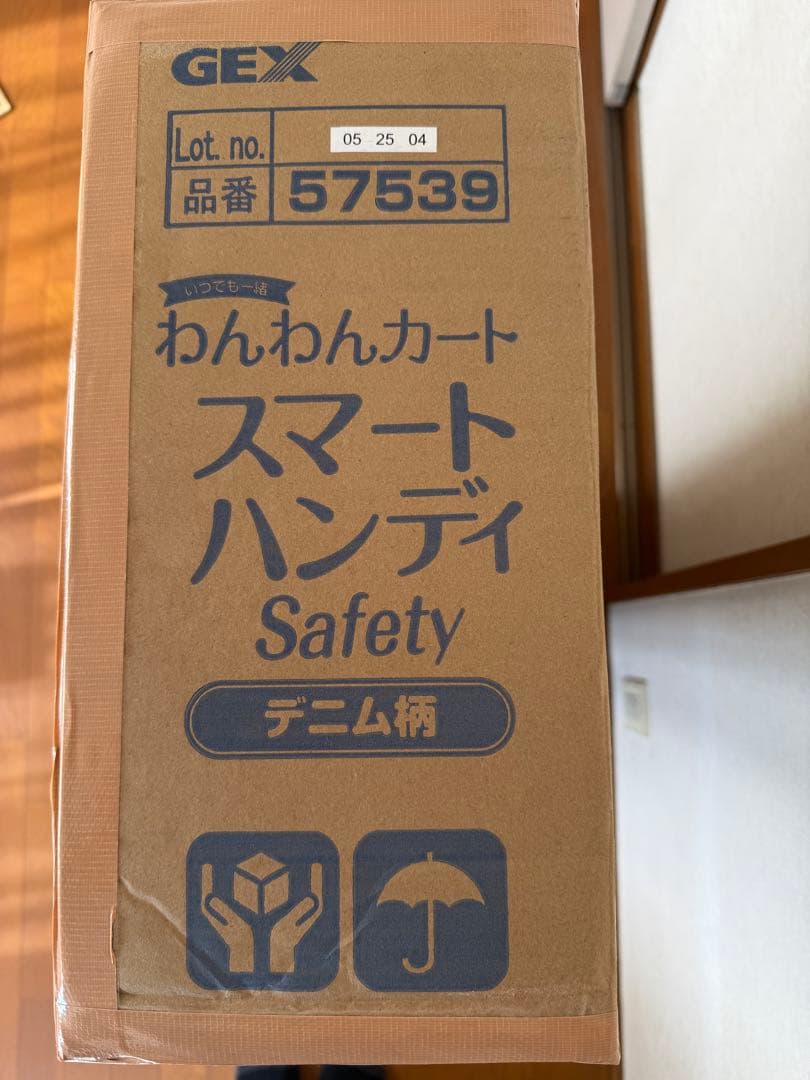 GEX
Lot. no. 05 25 04
品番 57539
いつでも一緒
わんわんカート
スマート
ハンディ
Safety
デニム柄